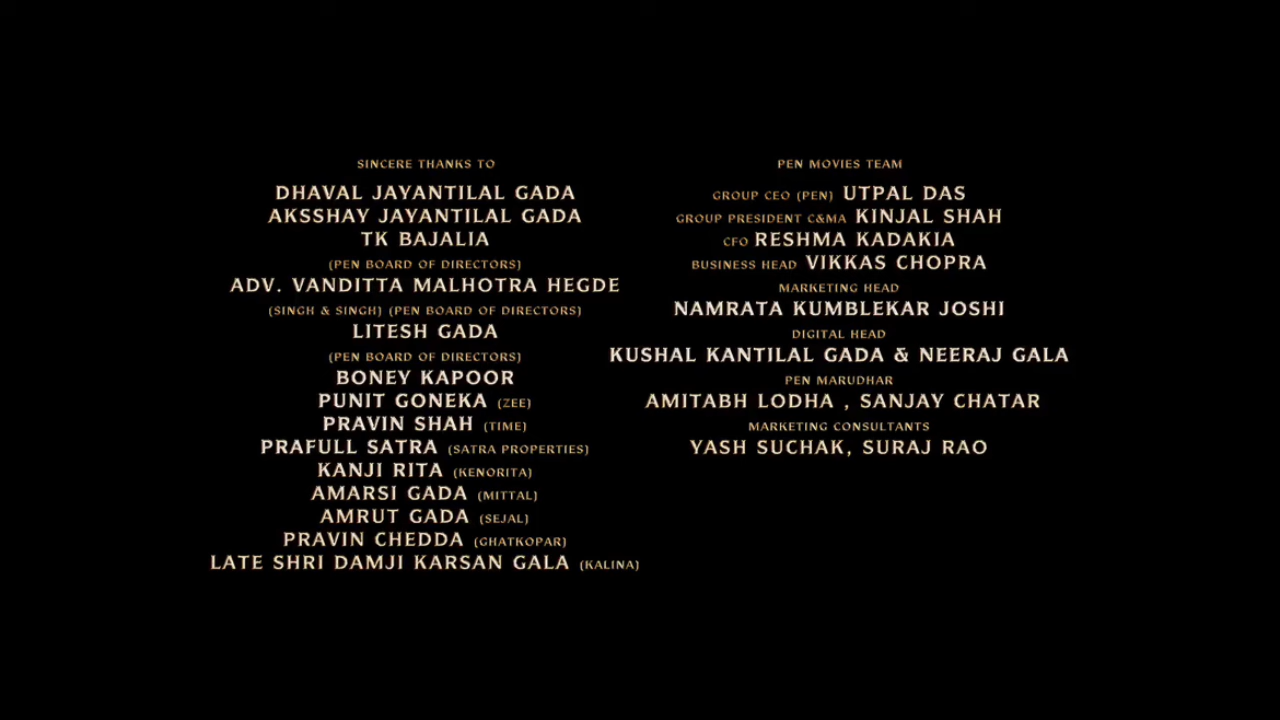 SINCERE THANKS TO
DHAVAL JAYANTILAL GADA
AKSSHAY JAYANTILAL GADA
TK BAJALIA
(PEN BOARD OF DIRECTORS)
ADV. VANDITTA MALHOTRA HEGDE
(SINGH & SINGH) (PEN BOARD OF DIRECTORS)
LITESH GADA
(PEN BOARD OF DIRECTORS)
BONEY KAPOOR
PUNIT GONEKA (ZEE)
PRAVIN SHAH (TIME)
PRAFULL SATRA (SATRA PROPERTIES)
KANJI RITA (KENORITA)
AMARSI GADA (MITTAL)
AMRUT GADA (SEJAL)
PRAVIN CHEDDA (GHATKOPAR)
LATE SHRI DAMJI KARSAN GALA (KALINA)
PEN MOVIES TEAM
GROUP CEO (PEN) UTPAL DAS
GROUP PRESIDENT C&MA KINJAL SHAH
CFO RESHMA KADAKIA
BUSINESS HEAD VIKKAS CHOPRA
MARKETING HEAD
NAMRATA KUMBLEKAR JOSHI
DIGITAL HEAD
KUSHAL KANTILAL GADA & NEERAJ GALA
PEN MARUDHAR
AMITABH LODHA , SANJAY CHATAR
MARKETING CONSULTANTS
YASH SUCHAK, SURAJ RAO